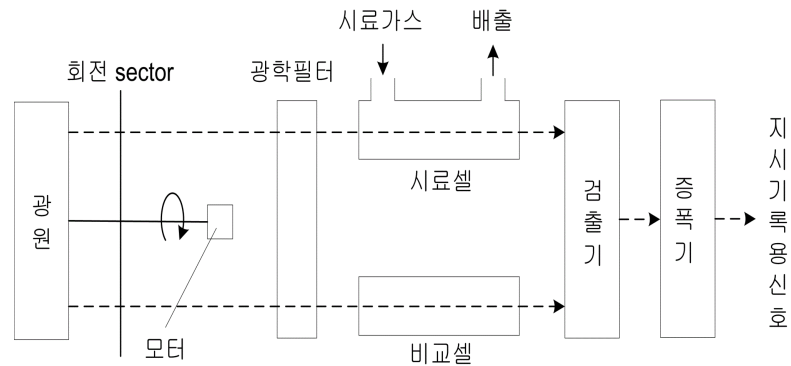 시료가스 배출
회전 sector 광학필터
시료셀
광원
검출기
증폭기
지시기록용신호
모터
비교셀